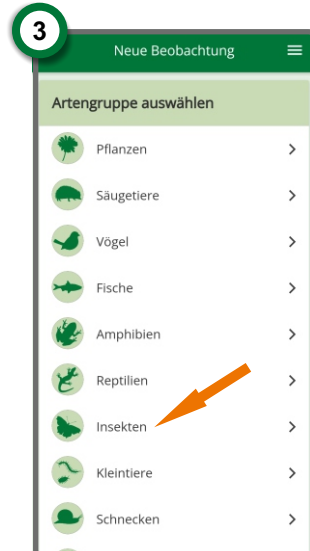 3
Neue Beobachtung
Artengruppe auswählen
Pflanzen
Säugetiere
Vögel
Fische
Amphibien
Reptilien
Insekten
Kleintiere
Schnecken